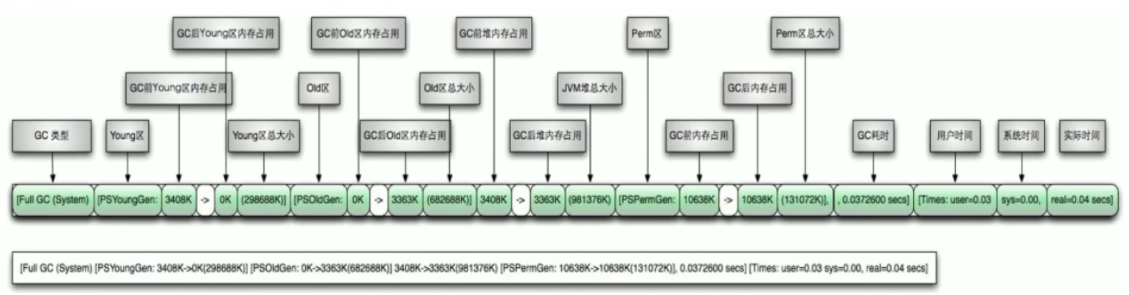 GC后Young区内存占用 GC前Old区内存占用 GC前堆内存占用 Perm区 Perm区总大小
GC前Young区内存占用 Old区 Old区总大小 JVM堆总大小 GC后内存占用
GC 类型 Young区 Young区总大小 GC后Old区内存占用 GC后堆内存占用 GC前内存占用 GC耗时 用户时间 系统时间 实际时间
[Full GC (System) [PSYoungGen: 3408K -> 0K (298688K)] [PSOldGen: 0K -> 3363K (682688K)] 3408K -> 3363K (981376K) [PSPermGen: 10638K -> 10638K (131072K)], , 0.0372600 secs] [Times: user=0.03 sys=0.00, real=0.04 secs]
[Full GC (System) [PSYoungGen: 3408K->0K(298688K)] [PSOldGen: 0K->3363K(682688K)] 3408K->3363K(981376K) [PSPermGen: 10638K->10638K(131072K)], 0.0372600 secs] [Times: user=0.03 sys=0.00, real=0.04 secs]